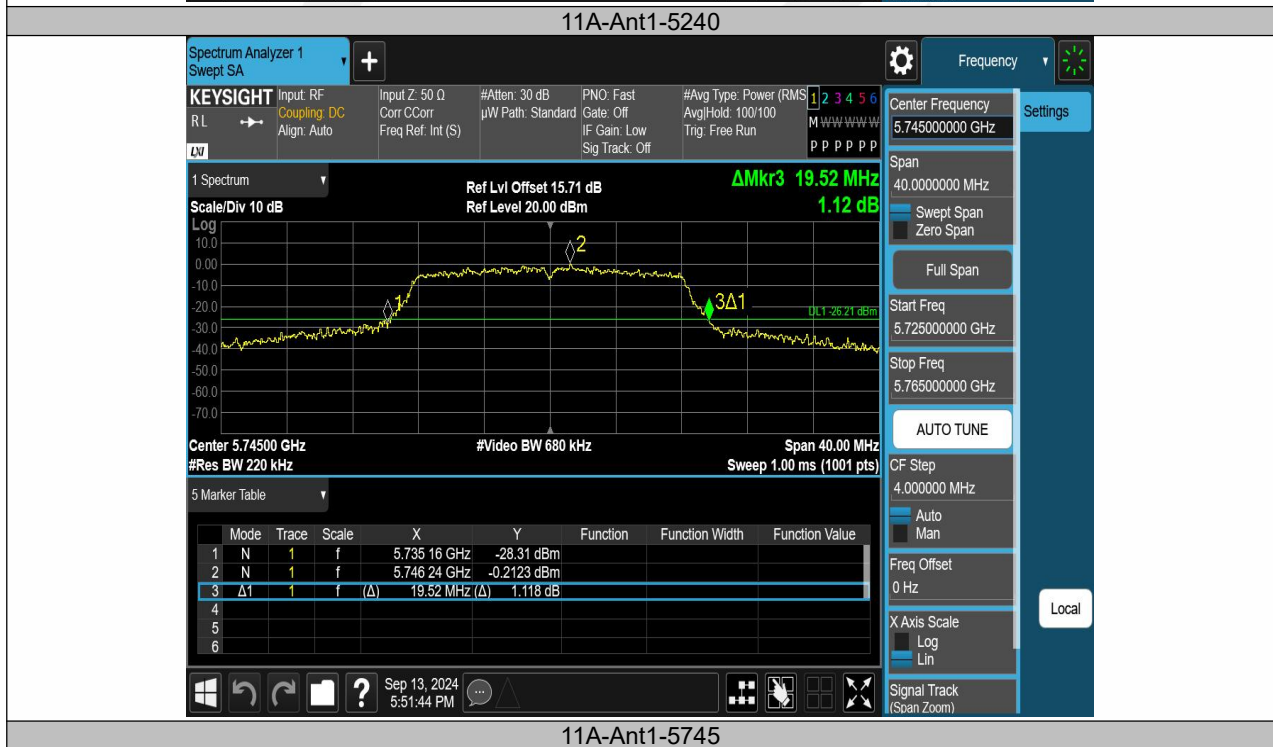 11A-Ant1-5240
Spectrum Analyzer 1
Swept SA
+
Frequency
KEYSIGHT
RL
LXI
Input: RF
Coupling: DC
Align: Auto
Input Z: 50 Ω
Corr CCorr
Freq Ref: Int (S)
#Atten: 30 dB
µW Path: Standard
PNO: Fast
Gate: Off
IF Gain: Low
Sig Track: Off
#Avg Type: Power (RMS
Avg|Hold: 100/100
Trig: Free Run
1 2 3 4 5 6
M W W W W W
P P P P P P
Center Frequency
5.745000000 GHz
Settings
Span
40.0000000 MHz
Swept Span
Zero Span
Full Span
Start Freq
5.725000000 GHz
Stop Freq
5.765000000 GHz
AUTO TUNE
CF Step
4.000000 MHz
Auto
Man
Freq Offset
0 Hz
X Axis Scale
Log
Lin
Signal Track
(Span Zoom)
Local
1 Spectrum
Scale/Div 10 dB
Ref Lvl Offset 15.71 dB
Ref Level 20.00 dBm
ΔMkr3 19.52 MHz
1.12 dB
Log
10.0
0.00
-10.0
-20.0
-30.0
-40.0
-50.0
-60.0
-70.0
1
2
3Δ1
DL1 -26.21 dBm
Center 5.74500 GHz
#Res BW 220 kHz
#Video BW 680 kHz
Span 40.00 MHz
Sweep 1.00 ms (1001 pts)
5 Marker Table
Mode Trace Scale X Y Function Function Width Function Value
1 N 1 f 5.735 16 GHz -28.31 dBm
2 N 1 f 5.746 24 GHz -0.2123 dBm
3 Δ1 1 f (Δ) 19.52 MHz (Δ) 1.118 dB
4
5
6
?
Sep 13, 2024
5:51:44 PM
11A-Ant1-5745